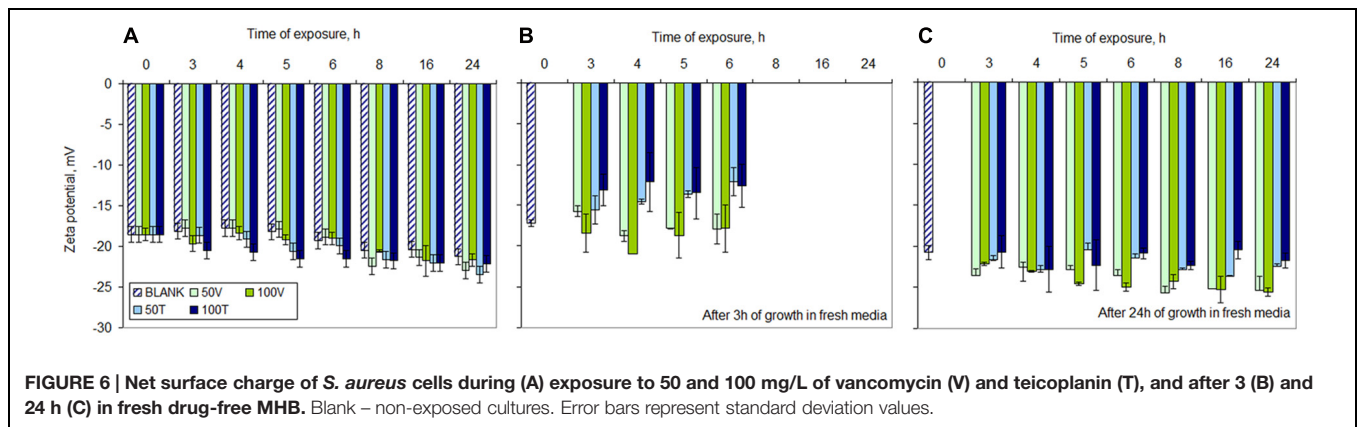 A
Time of exposure, h
0 3 4 5 6 8 16 24
Zeta potential, mV
0
-5
-10
-15
-20
-25
-30
BLANK 50V 100V
50T 100T
B
Time of exposure, h
0 3 4 5 6 8 16 24
After 3h of growth in fresh media
C
Time of exposure, h
0 3 4 5 6 8 16 24
After 24h of growth in fresh media
FIGURE 6 | Net surface charge of S. aureus cells during (A) exposure to 50 and 100 mg/L of vancomycin (V) and teicoplanin (T), and after 3 (B) and
24 h (C) in fresh drug-free MHB. Blank – non-exposed cultures. Error bars represent standard deviation values.